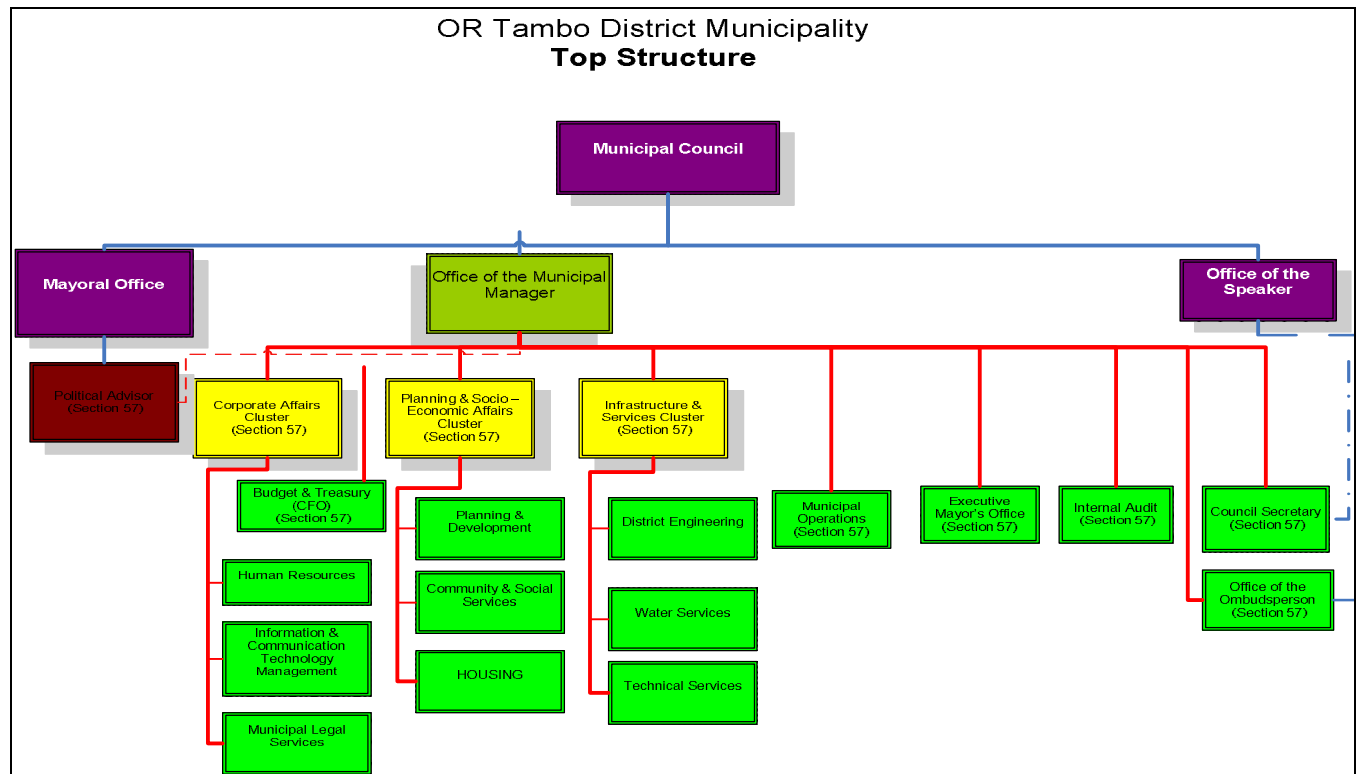 OR Tambo District Municipality
Top Structure
Municipal Council
Mayoral Office
Office of the Municipal
Manager
Office of the
Speaker
Political Advisor
(Section 57)
Corporate Affairs
Cluster
(Section 57)
Planning & Socio –
Economic Affairs
Cluster
(Section 57)
Infrastructure &
Services Cluster
(Section 57)
Budget & Treasury
(CFO)
(Section 57)
Human Resources
Information &
Communication
Technology
Management
Municipal Legal
Services
Planning &
Development
Community & Social
Services
HOUSING
District Engineering
Water Services
Technical Services
Municipal
Operations
(Section 57)
Executive
Mayor's Office
(Section 57)
Internal Audit
(Section 57)
Council Secretary
(Section 57)
Office of the
Ombudsperson
(Section 57)